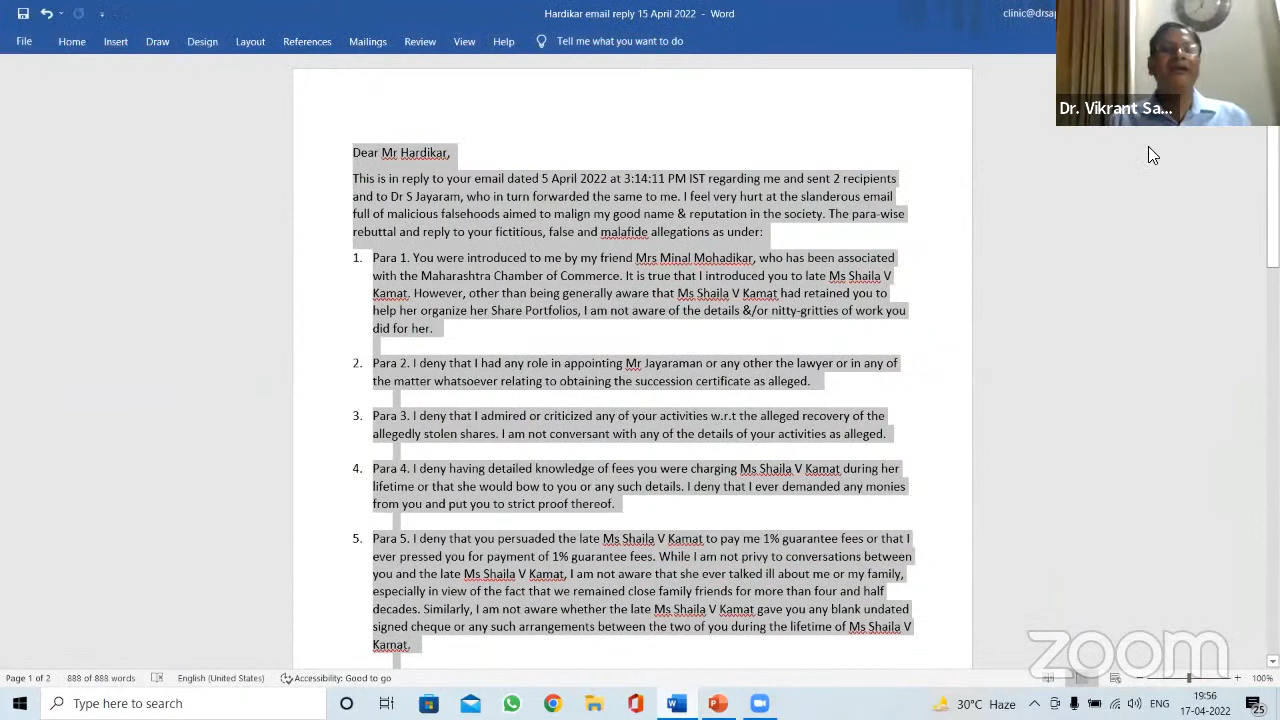 Hardikar email reply 15 April 2022 - Word
clinic@drsa
File Home Insert Draw Design Layout References Mailings Review View Help Tell me what you want to do
Dr. Vikrant Sa...
Dear Mr Hardikar,
This is in reply to your email dated 5 April 2022 at 3:14:11 PM IST regarding me and sent 2 recipients
and to Dr S Jayaram, who in turn forwarded the same to me. I feel very hurt at the slanderous email
full of malicious falsehoods aimed to malign my good name & reputation in the society. The para-wise
rebuttal and reply to your fictitious, false and malafide allegations as under:
1. Para 1. You were introduced to me by my friend Mrs Minal Mohadikar, who has been associated
with the Maharashtra Chamber of Commerce. It is true that I introduced you to late Ms Shaila V
Kamat. However, other than being generally aware that Ms Shaila V Kamat had retained you to
help her organize her Share Portfolios, I am not aware of the details &/or nitty-gritties of work you
did for her.
2. Para 2. I deny that I had any role in appointing Mr Jayaraman or any other the lawyer or in any of
the matter whatsoever relating to obtaining the succession certificate as alleged.
3. Para 3. I deny that I admired or criticized any of your activities w.r.t the alleged recovery of the
allegedly stolen shares. I am not conversant with any of the details of your activities as alleged.
4. Para 4. I deny having detailed knowledge of fees you were charging Ms Shaila V Kamat during her
lifetime or that she would bow to you or any such details. I deny that I ever demanded any monies
from you and put you to strict proof thereof.
5. Para 5. I deny that you persuaded the late Ms Shaila V Kamat to pay me 1% guarantee fees or that I
ever pressed you for payment of 1% guarantee fees. While I am not privy to conversations between
you and the late Ms Shaila V Kamat, I am not aware that she ever talked ill about me or my family,
especially in view of the fact that we remained close family friends for more than four and half
decades. Similarly, I am not aware whether the late Ms Shaila V Kamat gave you any blank undated
signed cheque or any such arrangements between the two of you during the lifetime of Ms Shaila V
Kamat.
zoom
Page 1 of 2 888 of 888 words English (United States) Accessibility: Good to go 100%
Type here to search
30°C Haze ENG
19:56
17-04-2022
25